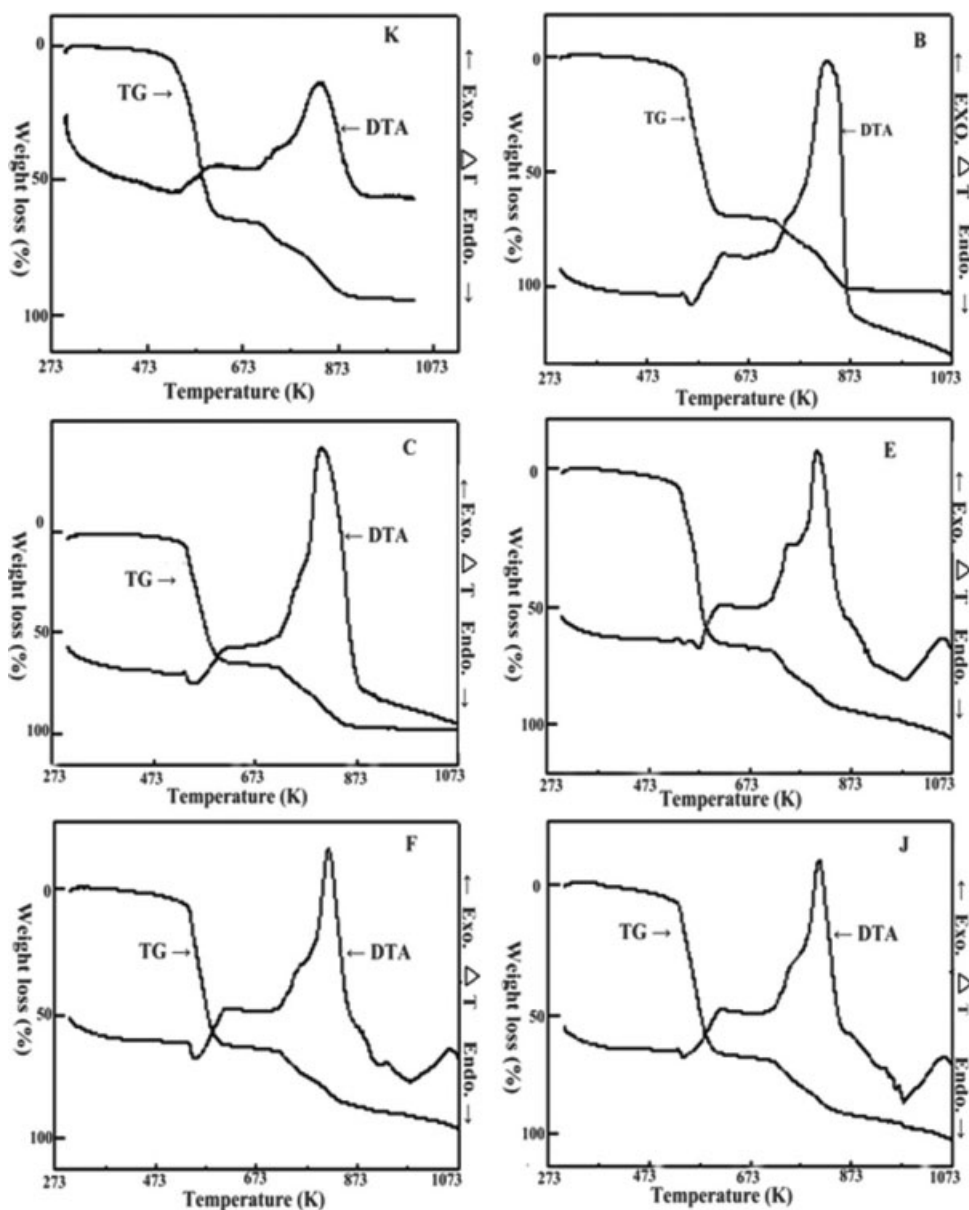 K
0
50
100
Weight loss (%)
TG →
← DTA
← Exo. △T Endo. →
273 473 673 873 1073
Temperature (K)
B
0
50
100
Weight loss (%)
TG →
← DTA
← EXO. △ T Endo. →
273 473 673 873 1073
Temperature (K)
C
0
50
100
Weight loss (%)
TG →
← DTA
← Exo. △ T Endo. →
273 473 673 873 1073
Temperature (K)
E
0
50
100
Weight loss (%)
← Exo. △ T Endo. →
273 473 673 873 1073
Temperature (K)
F
0
50
100
Weight loss (%)
TG →
← DTA
← Exo. △ T Endo. →
273 473 673 873 1073
Temperature (K)
J
0
50
100
Weight loss (%)
TG →
← DTA
← Exo. △ T Endo. →
273 473 673 873 1073
Temperature (K)